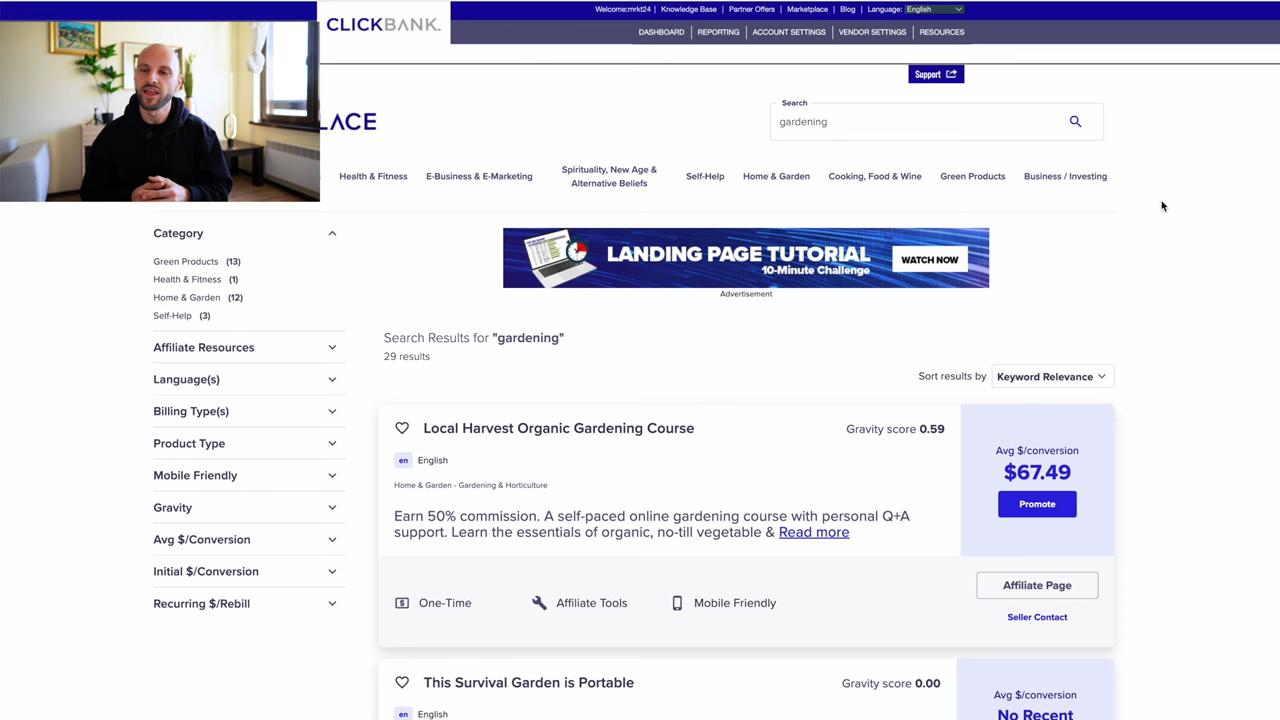 Welcome:mrkt24 | Knowledge Base | Partner Offers | Marketplace | Blog | Language: English
CLICKBANK.
DASHBOARD | REPORTING | ACCOUNT SETTINGS | VENDOR SETTINGS | RESOURCES
Support
LACE
Search
gardening
Health & Fitness
E-Business & E-Marketing
Spirituality, New Age &
Alternative Beliefs
Self-Help
Home & Garden
Cooking, Food & Wine
Green Products
Business / Investing
Category
Green Products (13)
Health & Fitness (1)
Home & Garden (12)
Self-Help (3)
Affiliate Resources
Language(s)
Billing Type(s)
Product Type
Mobile Friendly
Gravity
Avg $/Conversion
Initial $/Conversion
Recurring $/Rebill
LANDING PAGE TUTORIAL
10-Minute Challenge
WATCH NOW
Advertisement
Search Results for "gardening"
29 results
Sort results by Keyword Relevance
Local Harvest Organic Gardening Course
Gravity score 0.59
en English
Home & Garden - Gardening & Horticulture
Earn 50% commission. A self-paced online gardening course with personal Q+A
support. Learn the essentials of organic, no-till vegetable & Read more
Avg $/conversion
$67.49
Promote
One-Time
Affiliate Tools
Mobile Friendly
Affiliate Page
Seller Contact
This Survival Garden is Portable
Gravity score 0.00
en English
Avg $/conversion
No Recent